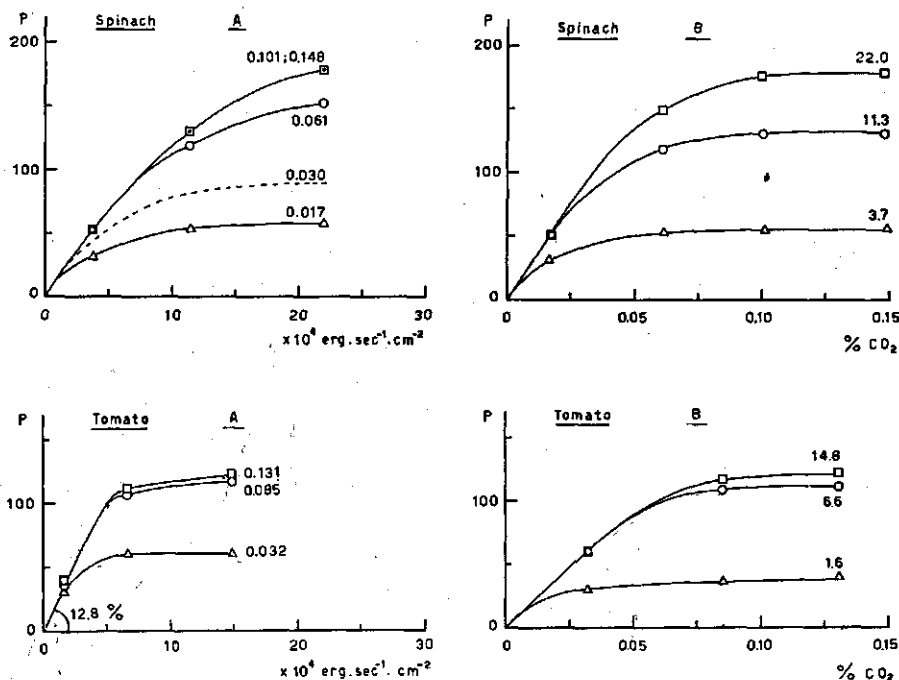 P Spinach A
200
100
0
0.101;0.148
0.061
0.030
0.017
0 10 20 30
x10⁴ erg.sec⁻¹.cm⁻²
P Spinach B
200
100
0
22.0
11.3
3.7
0 0.05 0.10 0.15
% CO₂
P Tomato A
100
0
0.131
0.085
0.032
12.8 %
0 10 20 30
x10⁴ erg.sec⁻¹.cm⁻²
P Tomato B
100
0
14.8
6.6
1.6
0 0.05 0.10 0.15
% CO₂